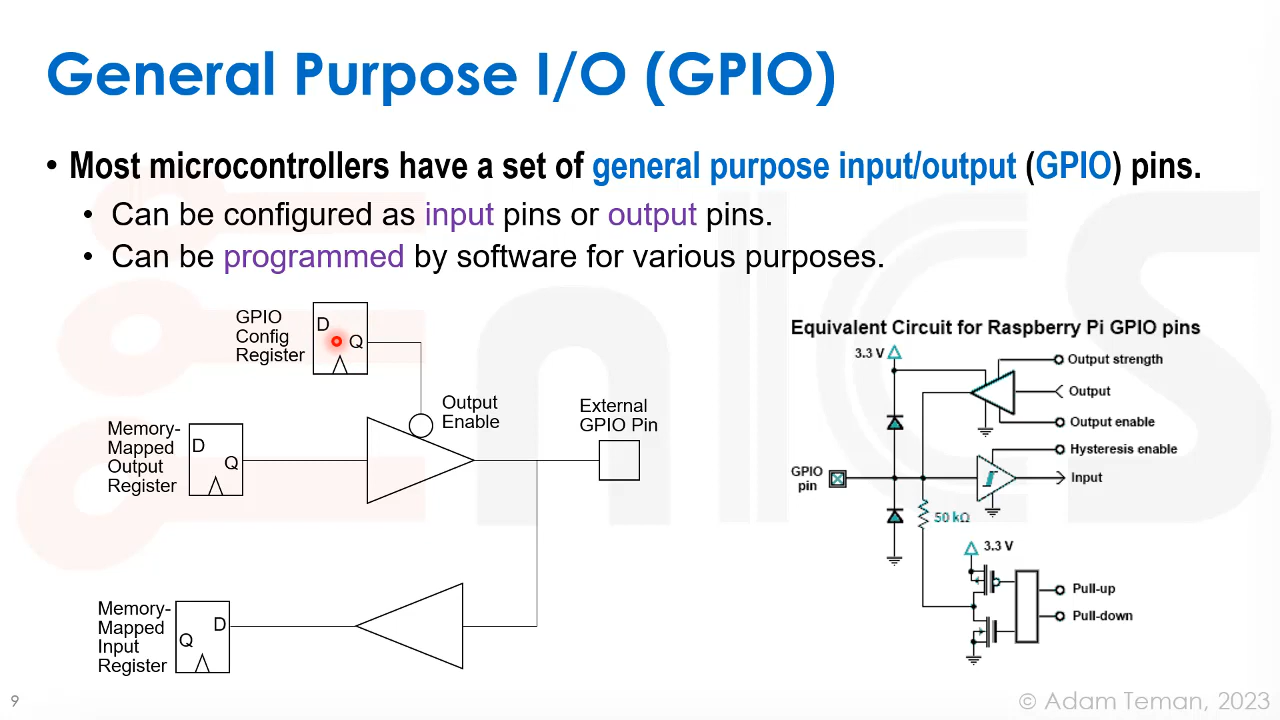 General Purpose I/O (GPIO)
• Most microcontrollers have a set of general purpose input/output (GPIO) pins.
• Can be configured as input pins or output pins.
• Can be programmed by software for various purposes.
GPIO
Config
Register
D
Q
Output
Enable
External
GPIO Pin
Memory-
Mapped
Output
Register
D
Q
Memory-
Mapped
Input
Register
D
Q
Equivalent Circuit for Raspberry Pi GPIO pins
3.3 V
Output strength
Output
Output enable
Hysteresis enable
GPIO
pin
Input
50 kΩ
3.3 V
Pull-up
Pull-down
nICS
9
© Adam Teman, 2023